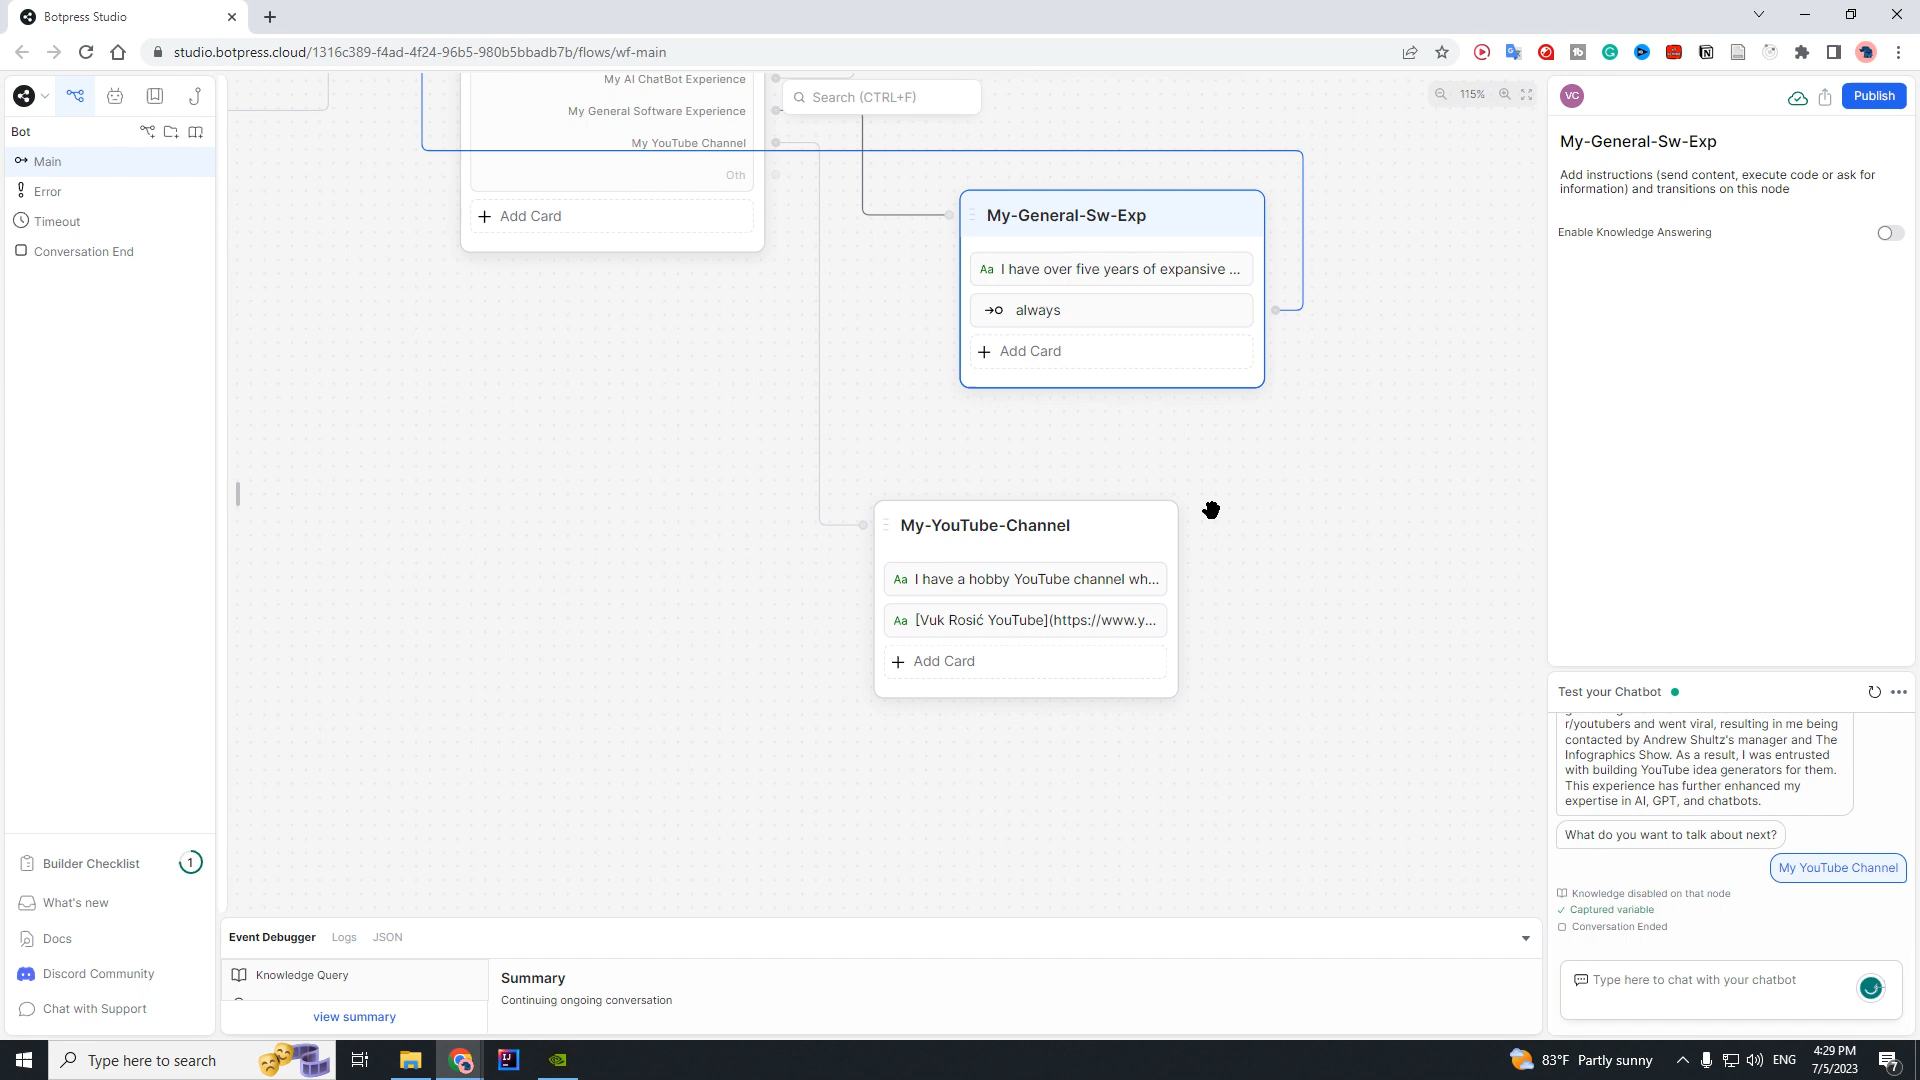 Botpress Studio
studio.botpress.cloud/1316c389-f4ad-4f24-96b5-980b5bbadb7b/flows/wf-main
Bot
Main
Error
Timeout
Conversation End
Builder Checklist
1
What's new
Docs
Discord Community
Chat with Support
My AI ChatBot Experience
My General Software Experience
My YouTube Channel
Oth
Add Card
Search (CTRL+F)
115%
My-General-Sw-Exp
Aa I have over five years of expansive ...
always
Add Card
My-YouTube-Channel
Aa I have a hobby YouTube channel wh...
Aa [Vuk Rosić YouTube](https://www.y...
Add Card
Event Debugger Logs JSON
Knowledge Query
view summary
Summary
Continuing ongoing conversation
VC
Publish
My-General-Sw-Exp
Add instructions (send content, execute code or ask for
information) and transitions on this node
Enable Knowledge Answering
Test your Chatbot
r/youtubers and went viral, resulting in me being
contacted by Andrew Shultz's manager and The
Infographics Show. As a result, I was entrusted
with building YouTube idea generators for them.
This experience has further enhanced my
expertise in AI, GPT, and chatbots.
What do you want to talk about next?
My YouTube Channel
Knowledge disabled on that node
Captured variable
Conversation Ended
Type here to chat with your chatbot
Type here to search
83°F Partly sunny
ENG
4:29 PM
7/5/2023
7